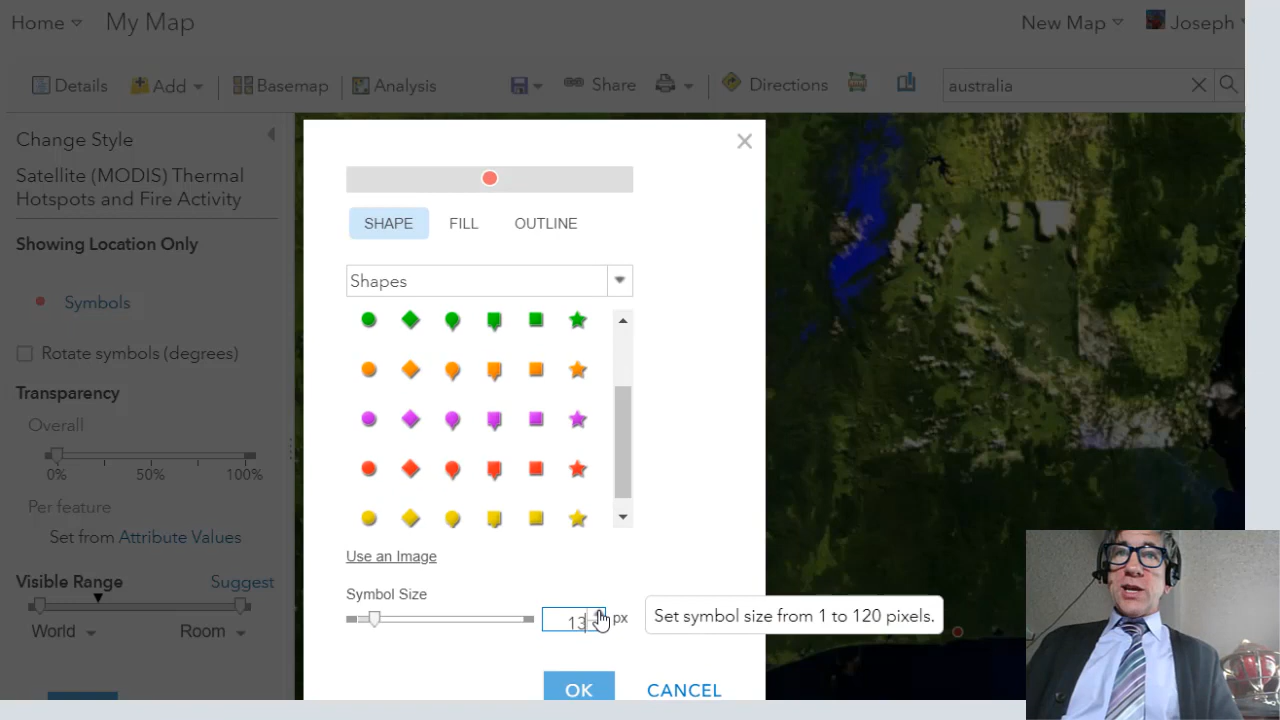 Home My Map New Map Joseph
Details Add Basemap Analysis Share Directions australia
Change Style
Satellite (MODIS) Thermal
Hotspots and Fire Activity
Showing Location Only
Symbols
Rotate symbols (degrees)
Transparency
Overall
0% 50% 100%
Per feature
Set from Attribute Values
Visible Range Suggest
World Room
SHAPE FILL OUTLINE
Shapes
Use an Image
Symbol Size
13 px
Set symbol size from 1 to 120 pixels.
OK CANCEL